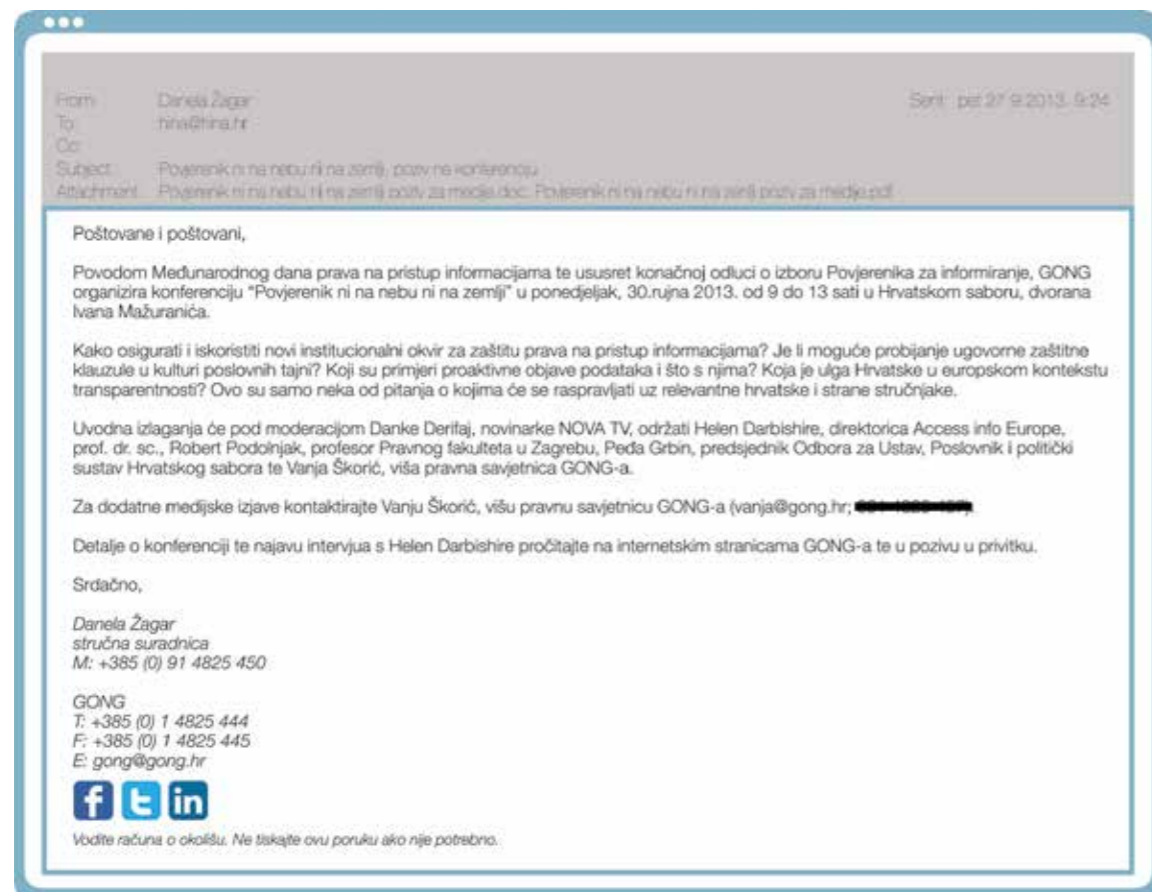 From: Danela Žagar Sent: pet 27.9.2013. 9:24
To: hina@hina.hr
Cc:
Subject: Povjerenik ni na nebu ni na zemlji, poziv na konferenciju
Attachment: Povjerenik ni na nebu ni na zemlji poziv za medije.doc; Povjerenik ni na nebu ni na zemlji poziv za medije.pdf
Poštovane i poštovani,
Povodom Međunarodnog dana prava na pristup informacijama te ususret konačnoj odluci o izboru Povjerenika za informiranje, GONG
organizira konferenciju "Povjerenik ni na nebu ni na zemlji" u ponedjeljak, 30.rujna 2013. od 9 do 13 sati u Hrvatskom saboru, dvorana
Ivana Mažuranića.
Kako osigurati i iskoristiti novi institucionalni okvir za zaštitu prava na pristup informacijama? Je li moguće probijanje ugovorne zaštitne
klauzule u kulturi poslovnih tajni? Koji su primjeri proaktivne objave podataka i što s njima? Koja je ulga Hrvatske u europskom kontekstu
transparentnosti? Ovo su samo neka od pitanja o kojima će se raspravljati uz relevantne hrvatske i strane stručnjake.
Uvodna izlaganja će pod moderacijom Danke Derifaj, novinarke NOVA TV, održati Helen Darbishire, direktorica Access info Europe,
prof. dr. sc., Robert Podolnjak, profesor Pravnog fakulteta u Zagrebu, Peđa Grbin, predsjednik Odbora za Ustav, Poslovnik i politički
sustav Hrvatskog sabora te Vanja Škorić, viša pravna savjetnica GONG-a.
Za dodatne medijske izjave kontaktirajte Vanju Škorić, višu pravnu savjetnicu GONG-a (vanja@gong.hr;
Detalje o konferenciji te najavu intervjua s Helen Darbishire pročitajte na internetskim stranicama GONG-a te u pozivu u privitku.
Srdačno,
Danela Žagar
stručna suradnica
M: +385 (0) 91 4825 450
GONG
T: +385 (0) 1 4825 444
F: +385 (0) 1 4825 445
E: gong@gong.hr
Vodite računa o okolišu. Ne tiskajte ovu poruku ako nije potrebno.